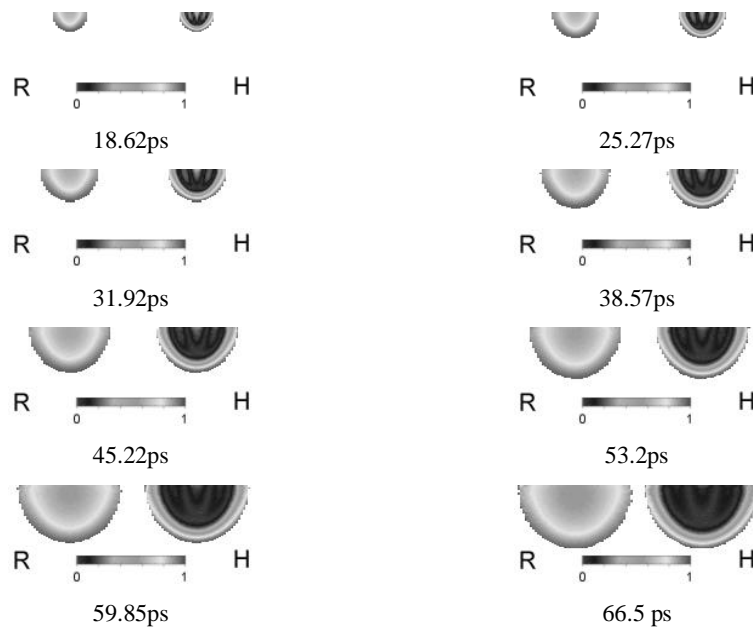 R 0 1 H R 0 1 H
18.62ps 25.27ps
R 0 1 H R 0 1 H
31.92ps 38.57ps
R 0 1 H R 0 1 H
45.22ps 53.2ps
R 0 1 H R 0 1 H
59.85ps 66.5 ps